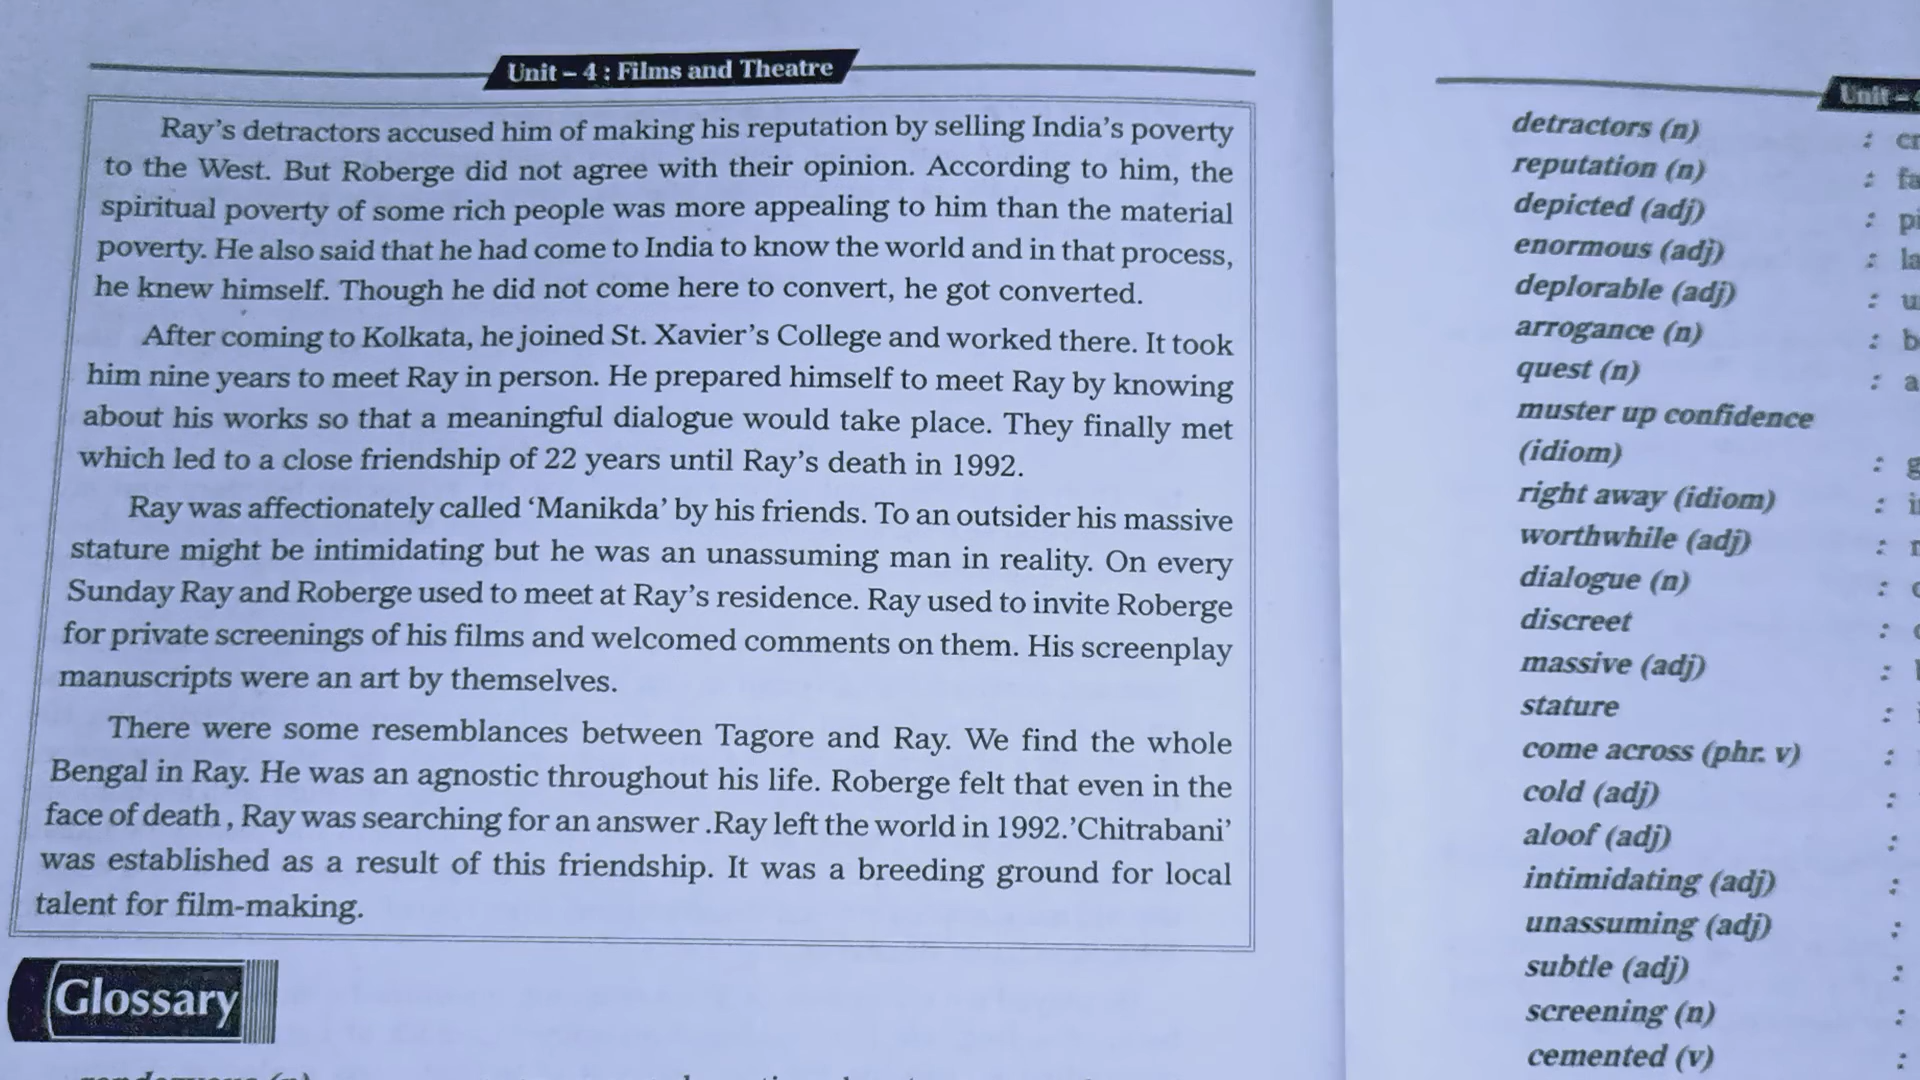 Unit – 4 : Films and Theatre
Ray's detractors accused him of making his reputation by selling India's poverty
to the West. But Roberge did not agree with their opinion. According to him, the
spiritual poverty of some rich people was more appealing to him than the material
poverty. He also said that he had come to India to know the world and in that process,
he knew himself. Though he did not come here to convert, he got converted.
After coming to Kolkata, he joined St. Xavier's College and worked there. It took
him nine years to meet Ray in person. He prepared himself to meet Ray by knowing
about his works so that a meaningful dialogue would take place. They finally met
which led to a close friendship of 22 years until Ray's death in 1992.
Ray was affectionately called 'Manikda' by his friends. To an outsider his massive
stature might be intimidating but he was an unassuming man in reality. On every
Sunday Ray and Roberge used to meet at Ray's residence. Ray used to invite Roberge
for private screenings of his films and welcomed comments on them. His screenplay
manuscripts were an art by themselves.
There were some resemblances between Tagore and Ray. We find the whole
Bengal in Ray. He was an agnostic throughout his life. Roberge felt that even in the
face of death , Ray was searching for an answer .Ray left the world in 1992.'Chitrabani'
was established as a result of this friendship. It was a breeding ground for local
talent for film-making.
Glossary
Unit –
detractors (n) :
reputation (n) :
depicted (adj) :
enormous (adj) :
deplorable (adj) :
arrogance (n) :
quest (n) :
muster up confidence
(idiom) :
right away (idiom) :
worthwhile (adj) :
dialogue (n) :
discreet :
massive (adj) :
stature :
come across (phr. v) :
cold (adj) :
aloof (adj) :
intimidating (adj) :
unassuming (adj) :
subtle (adj) :
screening (n) :
cemented (v) :